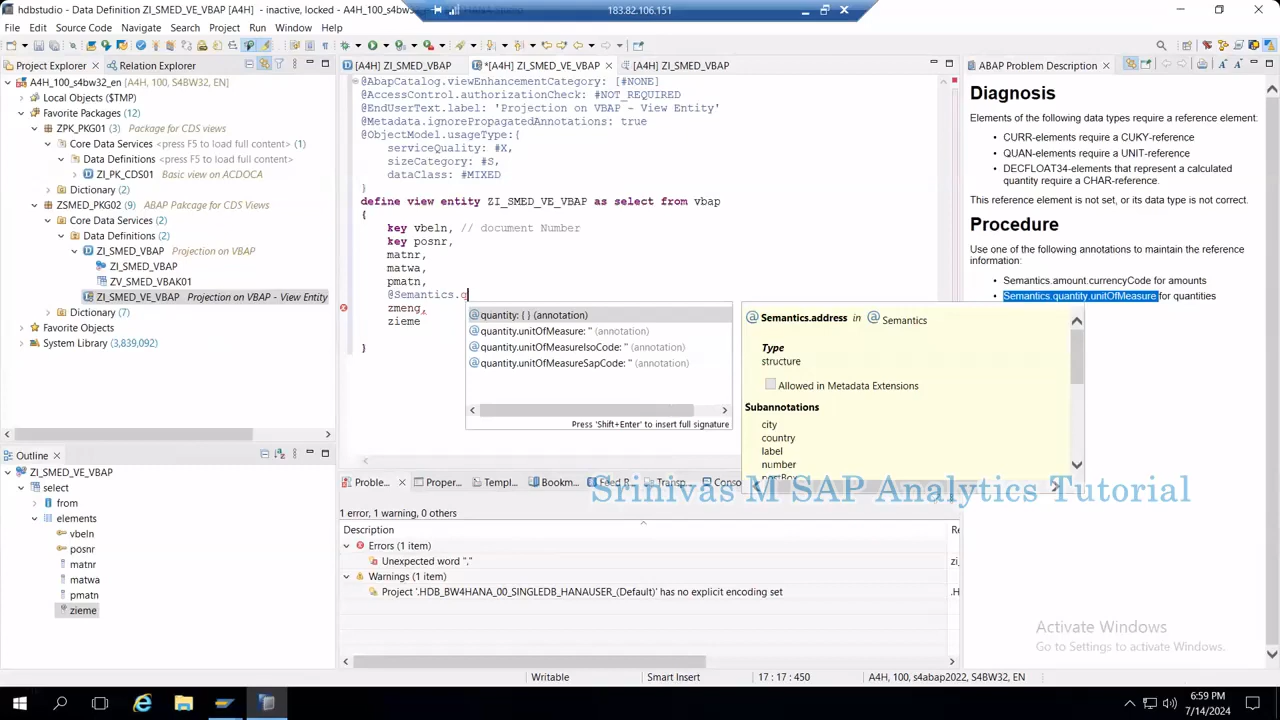 hdbstudio - Data Definition ZI_SMED_VE_VBAP [A4H] - inactive, locked - A4H_100_s4bw32_e
183.82.106.151
HANA Studio
File Edit Source Code Navigate Search Project Run Window Help
Project Explorer Relation Explorer
A4H_100_s4bw32_en [A4H, 100, S4BW32, EN]
Local Objects ($TMP)
Favorite Packages (12)
ZPK_PKG01 (3) Package for CDS views
Core Data Services <press F5 to load full content> (1)
Data Definitions <press F5 to load full content>
ZI_PK_CDS01 Basic view on ACDOCA
Dictionary (2)
ZSMED_PKG02 (9) ABAP Pakcage for CDS Views
Core Data Services (2)
Data Definitions (2)
ZI_SMED_VBAP Projection on VBAP
ZI_SMED_VBAP
ZV_SMED_VBAK01
ZI_SMED_VE_VBAP Projection on VBAP - View Entity
Dictionary (7)
Favorite Objects
System Library (3,839,092)
Outline
ZI_SMED_VE_VBAP
select
from
elements
vbeln
posnr
matnr
matwa
pmatn
zieme
[A4H] ZI_SMED_VBAP *[A4H] ZI_SMED_VE_VBAP [A4H] ZI_SMED_VBAP
@AbapCatalog.viewEnhancementCategory: [#NONE]
@AccessControl.authorizationCheck: #NOT_REQUIRED
@EndUserText.label: 'Projection on VBAP - View Entity'
@Metadata.ignorePropagatedAnnotations: true
@ObjectModel.usageType:{
serviceQuality: #X,
sizeCategory: #S,
dataClass: #MIXED
}
define view entity ZI_SMED_VE_VBAP as select from vbap
{
key vbeln, // document Number
key posnr,
matnr,
matwa,
pmatn,
@Semantics.q
zmeng,
zieme
}
quantity: { } (annotation)
quantity.unitOfMeasure: '' (annotation)
quantity.unitOfMeasureIsoCode: '' (annotation)
quantity.unitOfMeasureSapCode: '' (annotation)
Press 'Shift+Enter' to insert full signature
@ Semantics.address in @ Semantics
Type
structure
Allowed in Metadata Extensions
Subannotations
city
country
label
number
ABAP Problem Description
Diagnosis
Elements of the following data types require a reference element:
• CURR-elements require a CUKY-reference
• QUAN-elements require a UNIT-reference
• DECFLOAT34-elements that represent a calculated
quantity require a CHAR-reference.
This reference element is not set, or its data type is not correct.
Procedure
Use one of the following annotations to maintain the reference
information:
• Semantics.amount.currencyCode for amounts
• Semantics.quantity.unitOfMeasure for quantities
Srinivas M SAP Analytics Tutorial
Proble... Proper... Templ... Bookm... Feed R... Transp... Conso
1 error, 1 warning, 0 others
Description
Errors (1 item)
Unexpected word ","
zi_
Warnings (1 item)
Project '.HDB_BW4HANA_00_SINGLEDB_HANAUSER_(Default)' has no explicit encoding set
.H
Activate Windows
Go to Settings to activate Windows.
Writable Smart Insert 17 : 17 : 450 A4H, 100, s4abap2022, S4BW32, EN
6:59 PM
7/14/2024